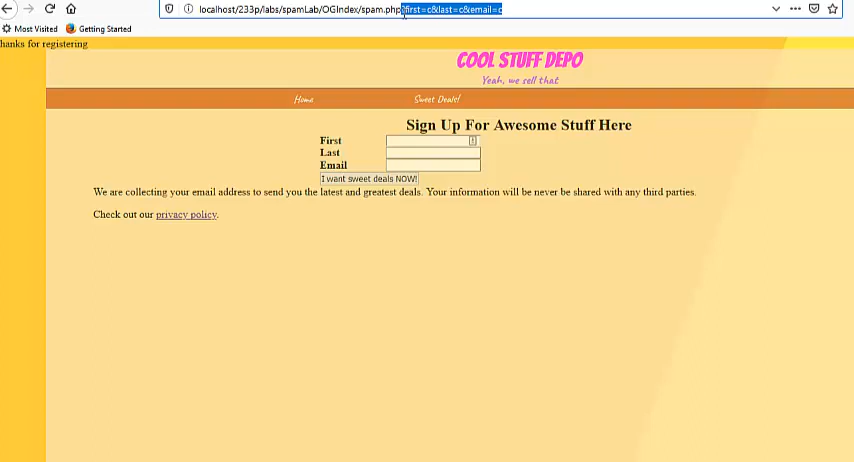 localhost/233p/labs/spamLab/OGIndex/spam.php?first=c&last=c&email=c
Most Visited Getting Started
hanks for registering
COOL STUFF DEPO
Yeah, we sell that
Home Sweet Deals!
Sign Up For Awesome Stuff Here
First
Last
Email
I want sweet deals NOW!
We are collecting your email address to send you the latest and greatest deals. Your information will be never be shared with any third parties.
Check out our privacy policy.